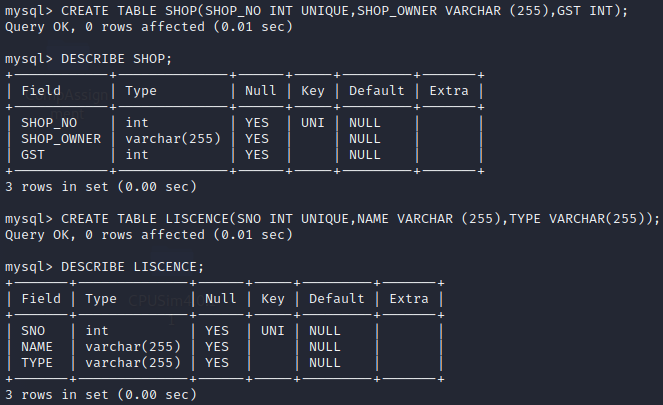 mysql> CREATE TABLE SHOP(SHOP_NO INT UNIQUE,SHOP_OWNER VARCHAR (255),GST INT);
Query OK, 0 rows affected (0.01 sec)
mysql> DESCRIBE SHOP;
| Field | Type | Null | Key | Default | Extra |
| SHOP_NO | int | YES | UNI | NULL | |
| SHOP_OWNER | varchar(255) | YES | | NULL | |
| GST | int | YES | | NULL | |
3 rows in set (0.00 sec)
mysql> CREATE TABLE LISCENCE(SNO INT UNIQUE,NAME VARCHAR (255),TYPE VARCHAR(255));
Query OK, 0 rows affected (0.01 sec)
mysql> DESCRIBE LISCENCE;
| Field | Type | Null | Key | Default | Extra |
| SNO | int | YES | UNI | NULL | |
| NAME | varchar(255) | YES | | NULL | |
| TYPE | varchar(255) | YES | | NULL | |
3 rows in set (0.00 sec)